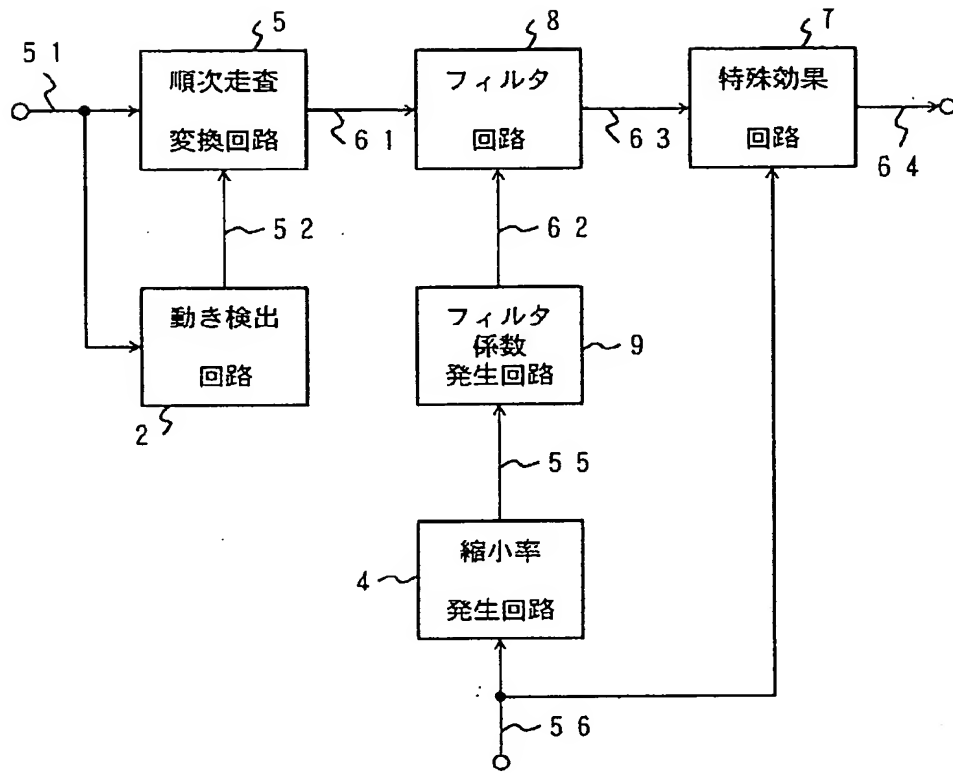 5
8
7
5 1
順次走査
変換回路
フィルタ
回路
特殊効果
回路
6 1
6 3
6 4
5 2
6 2
動き検出
回路
フィルタ
係数
発生回路
9
2
5 5
縮小率
発生回路
4
5 6